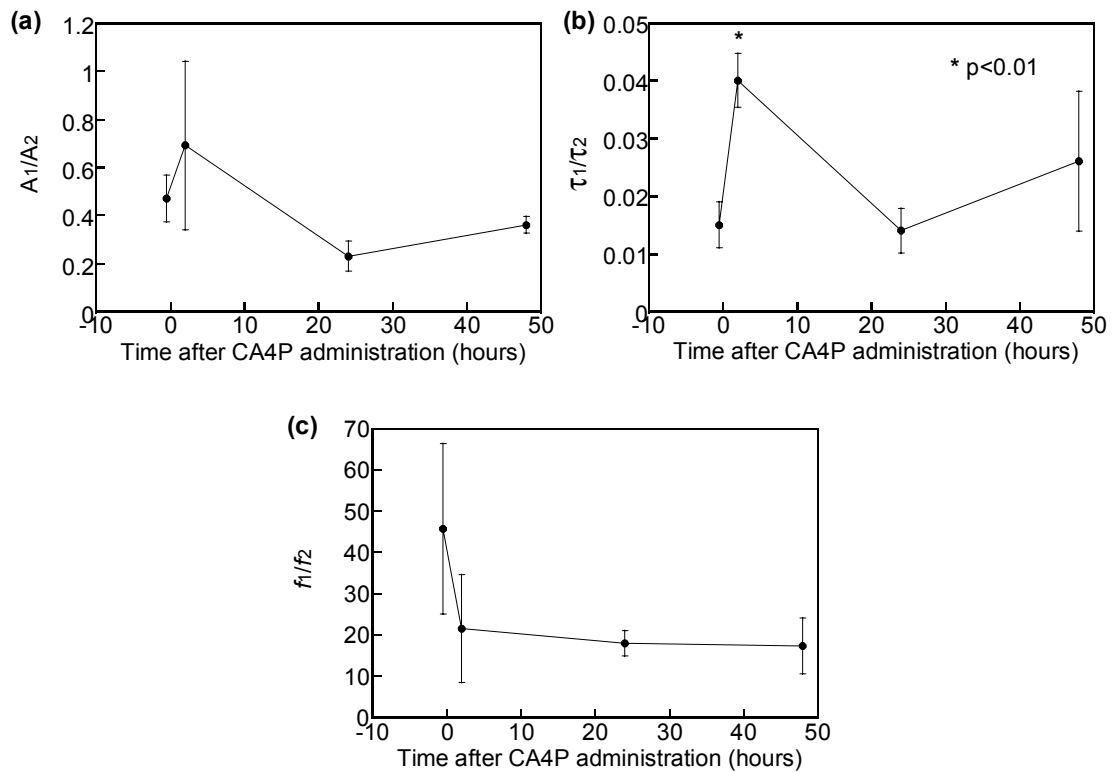 (a)
1.2
1
0.8
0.6
0.4
0.2
0
A1/A2
-10 0 10 20 30 40 50
Time after CA4P administration (hours)
(b)
0.05
0.04
0.03
0.02
0.01
0
τ1/τ2
*
* p<0.01
-10 0 10 20 30 40 50
Time after CA4P administration (hours)
(c)
70
60
50
40
30
20
10
0
f1/f2
-10 0 10 20 30 40 50
Time after CA4P administration (hours)